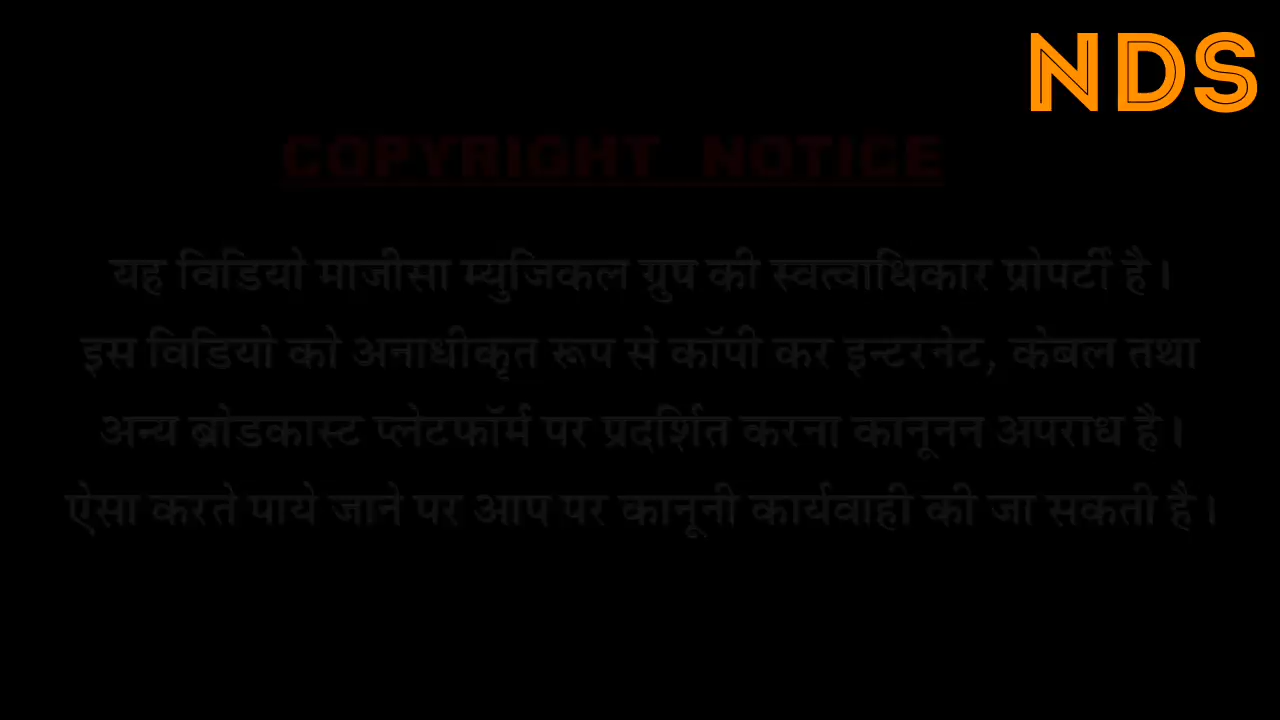 NDS
COPYRIGHT NOTICE
यह विडियो माजीसा म्युजिकल ग्रुप की स्वत्वाधिकार प्रोपर्टी है।
इस विडियो को अनाधीकृत रूप से कॉपी कर इन्टरनेट, केबल तथा
अन्य ब्रोडकास्ट प्लेटफॉर्म पर प्रदर्शित करना कानूनन अपराध है।
ऐसा करते पाये जाने पर आप पर कानूनी कार्यवाही की जा सकती है।